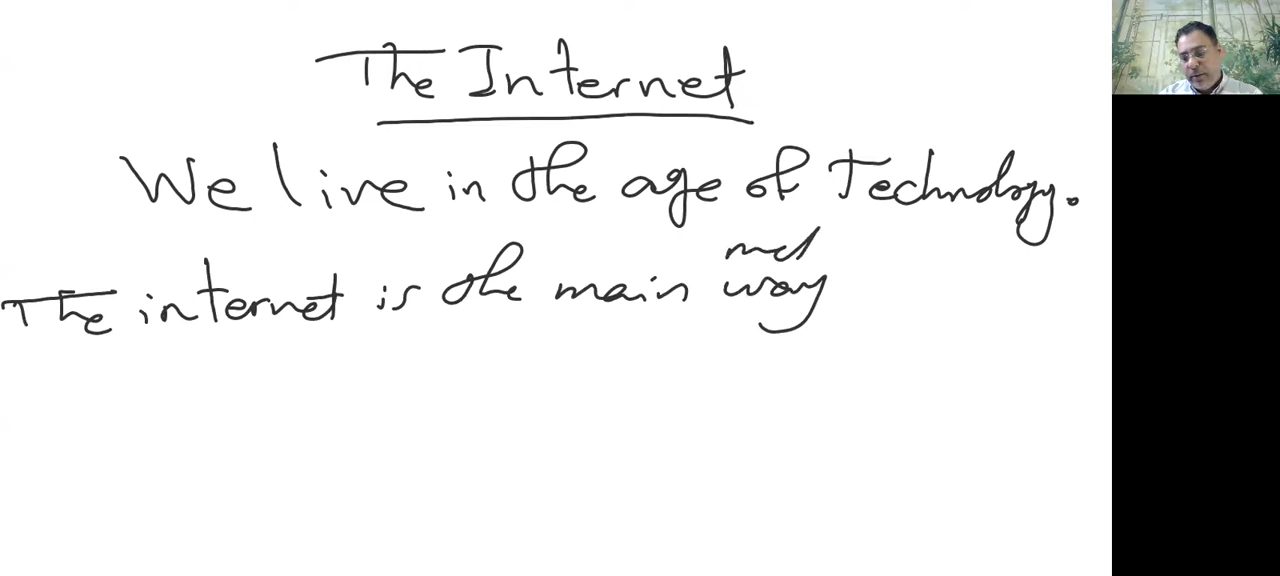 The Internet
We live in the age of Technology.
The internet is the main way